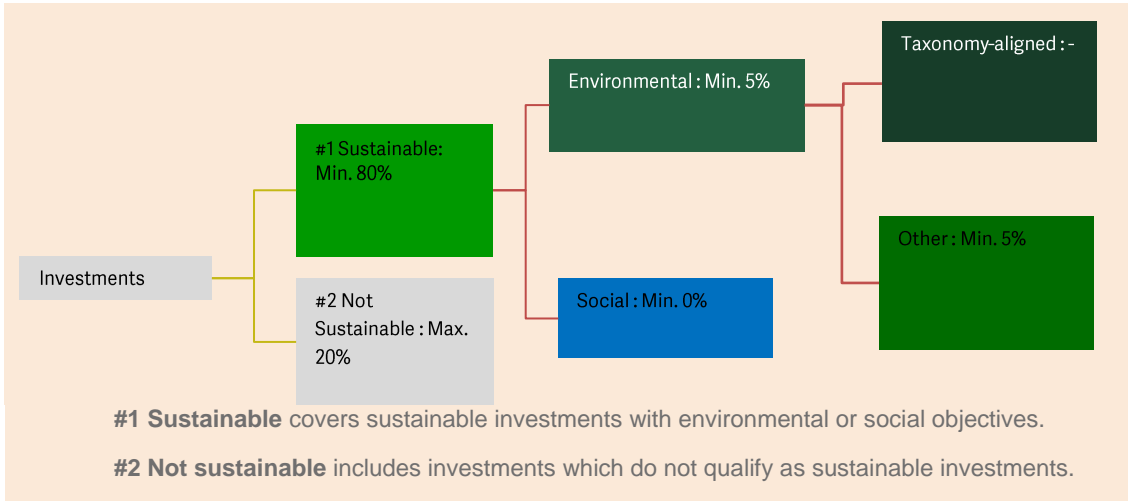 Taxonomy-aligned : -
Environmental : Min. 5%
#1 Sustainable:
Min. 80%
Other : Min. 5%
Investments
#2 Not
Sustainable : Max.
20%
Social : Min. 0%
#1 Sustainable covers sustainable investments with environmental or social objectives.
#2 Not sustainable includes investments which do not qualify as sustainable investments.